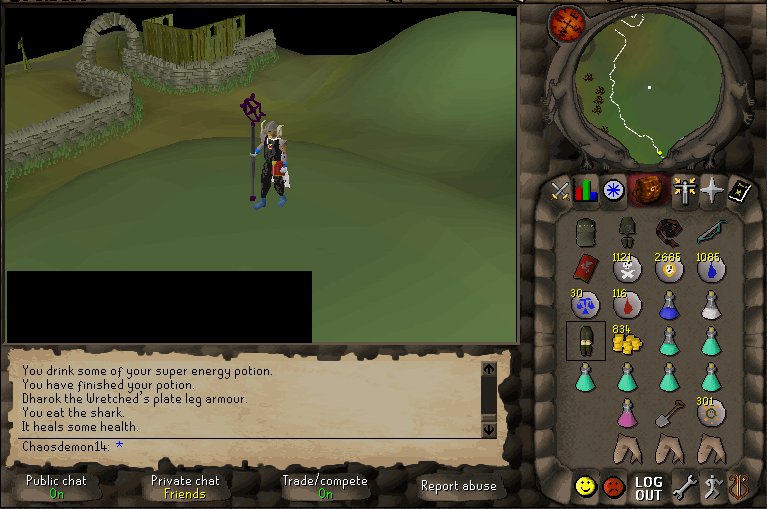 1121
2685
1085
30
116
834
301
You drink some of your super energy potion.
You have finished your potion.
Dharok the Wretched's plate leg armour.
You eat the shark.
It heals some health.
Chaosdemon14: *
Public chat
On
Private chat
Friends
Trade/compete
On
Report abuse
LOG
OUT